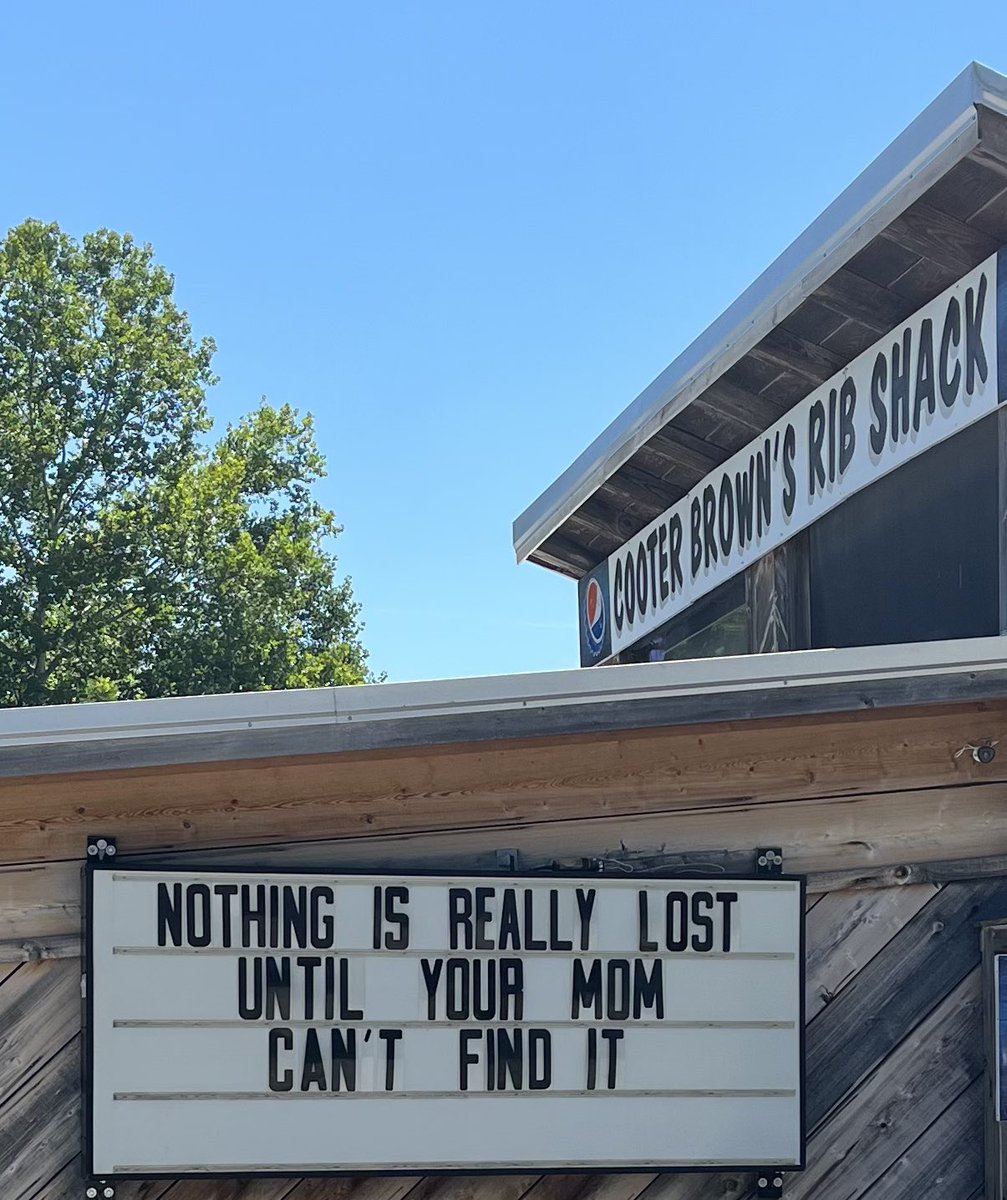 COOTER BROWN'S RIB SHACK
NOTHING IS REALLY LOST
UNTIL YOUR MOM
CAN'T FIND IT